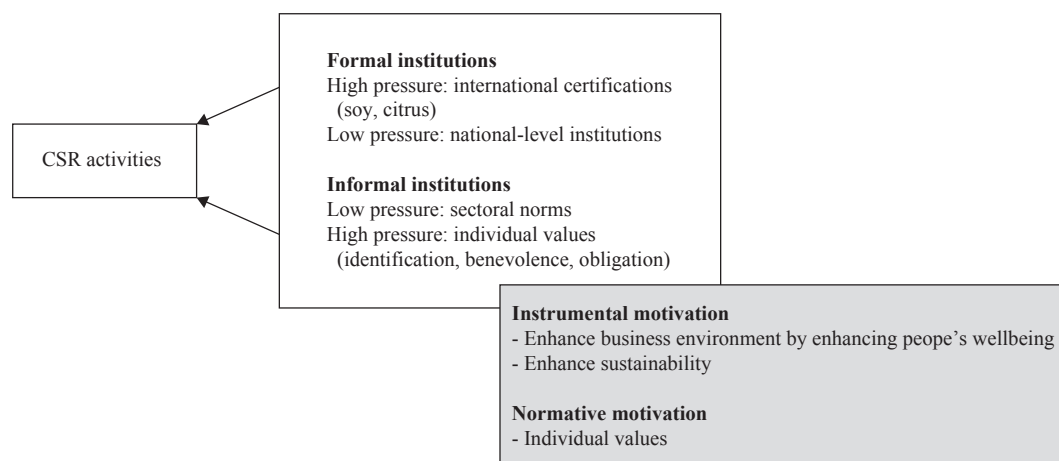 Formal institutions
High pressure: international certifications
(soy, citrus)
Low pressure: national-level institutions
CSR activities
Informal institutions
Low pressure: sectoral norms
High pressure: individual values
(identification, benevolence, obligation)
Instrumental motivation
- Enhance business environment by enhancing peope’s wellbeing
- Enhance sustainability
Normative motivation
- Individual values